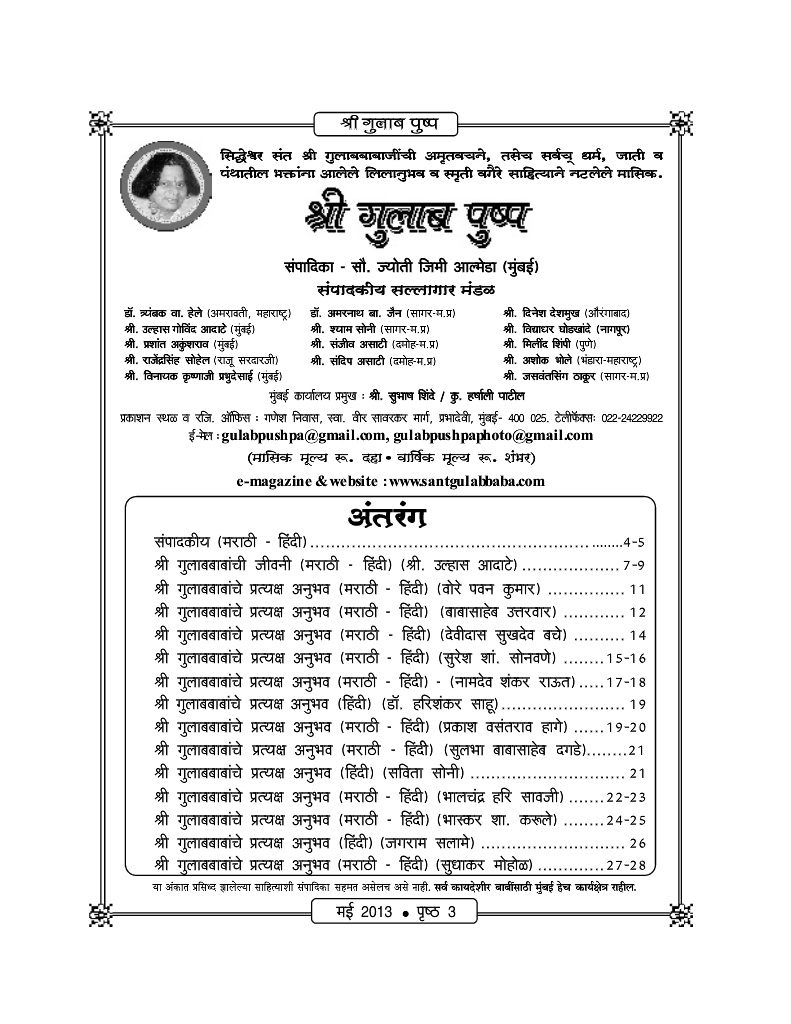 श्री गुलाब पुष्प
सिद्धेश्वर संत श्री गुलाबबाबाजींची अमृतवचने, तसेच सर्वच् धर्म, जाती व
पंथातील भक्तांना आलेले लिलानुभव व स्मृती वगैरे साहित्याने नटलेले मासिक.
श्री गुलाब पुष्प
संपादिका - सौ. ज्योती जिमी आल्मेडा (मुंबई)
संपादकीय सल्लागार मंडळ
डॉ. त्र्यंबक वा. हेले (अमरावती, महाराष्ट्र) डॉ. अमरनाथ बा. जैन (सागर-म.प्र) श्री. दिनेश देशमुख (औरंगाबाद)
श्री. उल्हास गोविंद आदाटे (मुंबई) श्री. श्याम सोनी (सागर-म.प्र) श्री. विद्याधर घोडखांदे (नागपूर)
श्री. प्रशांत अकुंशराव (मुंबई) श्री. संजीव असाटी (दमोह-म.प्र) श्री. मिलींद शिंपी (पुणे)
श्री. राजेंद्रसिंह सोहेल (राजू सरदारजी) श्री. संदिप असाटी (दमोह-म.प्र) श्री. अशोक भोले (भंडारा-महाराष्ट्र)
श्री. विनायक कृष्णाजी प्रभुदेसाई (मुंबई) श्री. जसवंतसिंग ठाकूर (सागर-म.प्र)
मुंबई कार्यालय प्रमुख : श्री. सुभाष शिंदे / कु. हर्षाली पाटील
प्रकाशन स्थळ व रजि. ऑफिस : गणेश निवास, स्वा. वीर सावरकर मार्ग, प्रभादेवी, मुंबई- 400 025. टेलीफॅक्सः 022-24229922
ई-मेल : gulabpushpa@gmail.com, gulabpushpaphoto@gmail.com
(मासिक मूल्य रू. दहा • वार्षिक मूल्य रू. शंभर)
e-magazine & website : www.santgulabbaba.com
अंतरंग
संपादकीय (मराठी - हिंदी) ........4-5
श्री गुलाबबाबांची जीवनी (मराठी - हिंदी) (श्री. उल्हास आदाटे) ................... 7-9
श्री गुलाबबाबांचे प्रत्यक्ष अनुभव (मराठी - हिंदी) (वोरे पवन कुमार) ............... 11
श्री गुलाबबाबांचे प्रत्यक्ष अनुभव (मराठी - हिंदी) (बाबासाहेब उत्तरवार) ............ 12
श्री गुलाबबाबांचे प्रत्यक्ष अनुभव (मराठी - हिंदी) (देवीदास सुखदेव बचे) .......... 14
श्री गुलाबबाबांचे प्रत्यक्ष अनुभव (मराठी - हिंदी) (सुरेश शां. सोनवणे) ........15-16
श्री गुलाबबाबांचे प्रत्यक्ष अनुभव (मराठी - हिंदी) - (नामदेव शंकर राऊत) .....17-18
श्री गुलाबबाबांचे प्रत्यक्ष अनुभव (हिंदी) (डॉ. हरिशंकर साहू)........................ 19
श्री गुलाबबाबांचे प्रत्यक्ष अनुभव (मराठी - हिंदी) (प्रकाश वसंतराव हागे) ......19-20
श्री गुलाबबाबांचे प्रत्यक्ष अनुभव (मराठी - हिंदी) (सुलभा बाबासाहेब दगडे)........21
श्री गुलाबबाबांचे प्रत्यक्ष अनुभव (हिंदी) (सविता सोनी) .............................. 21
श्री गुलाबबाबांचे प्रत्यक्ष अनुभव (मराठी - हिंदी) (भालचंद्र हरि सावजी) .......22-23
श्री गुलाबबाबांचे प्रत्यक्ष अनुभव (मराठी - हिंदी) (भास्कर शा. करूले) ........24-25
श्री गुलाबबाबांचे प्रत्यक्ष अनुभव (हिंदी) (जगराम सलामे) ............................ 26
श्री गुलाबबाबांचे प्रत्यक्ष अनुभव (मराठी - हिंदी) (सुधाकर मोहोळ) .............27-28
या अंकात प्रसिध्द झालेल्या साहित्याशी संपादिका सहमत असेलच असे नाही. सर्व कायदेशीर बाबींसाठी मुंबई हेच कार्यक्षेत्र राहील.
मई 2013 • पृष्ठ 3